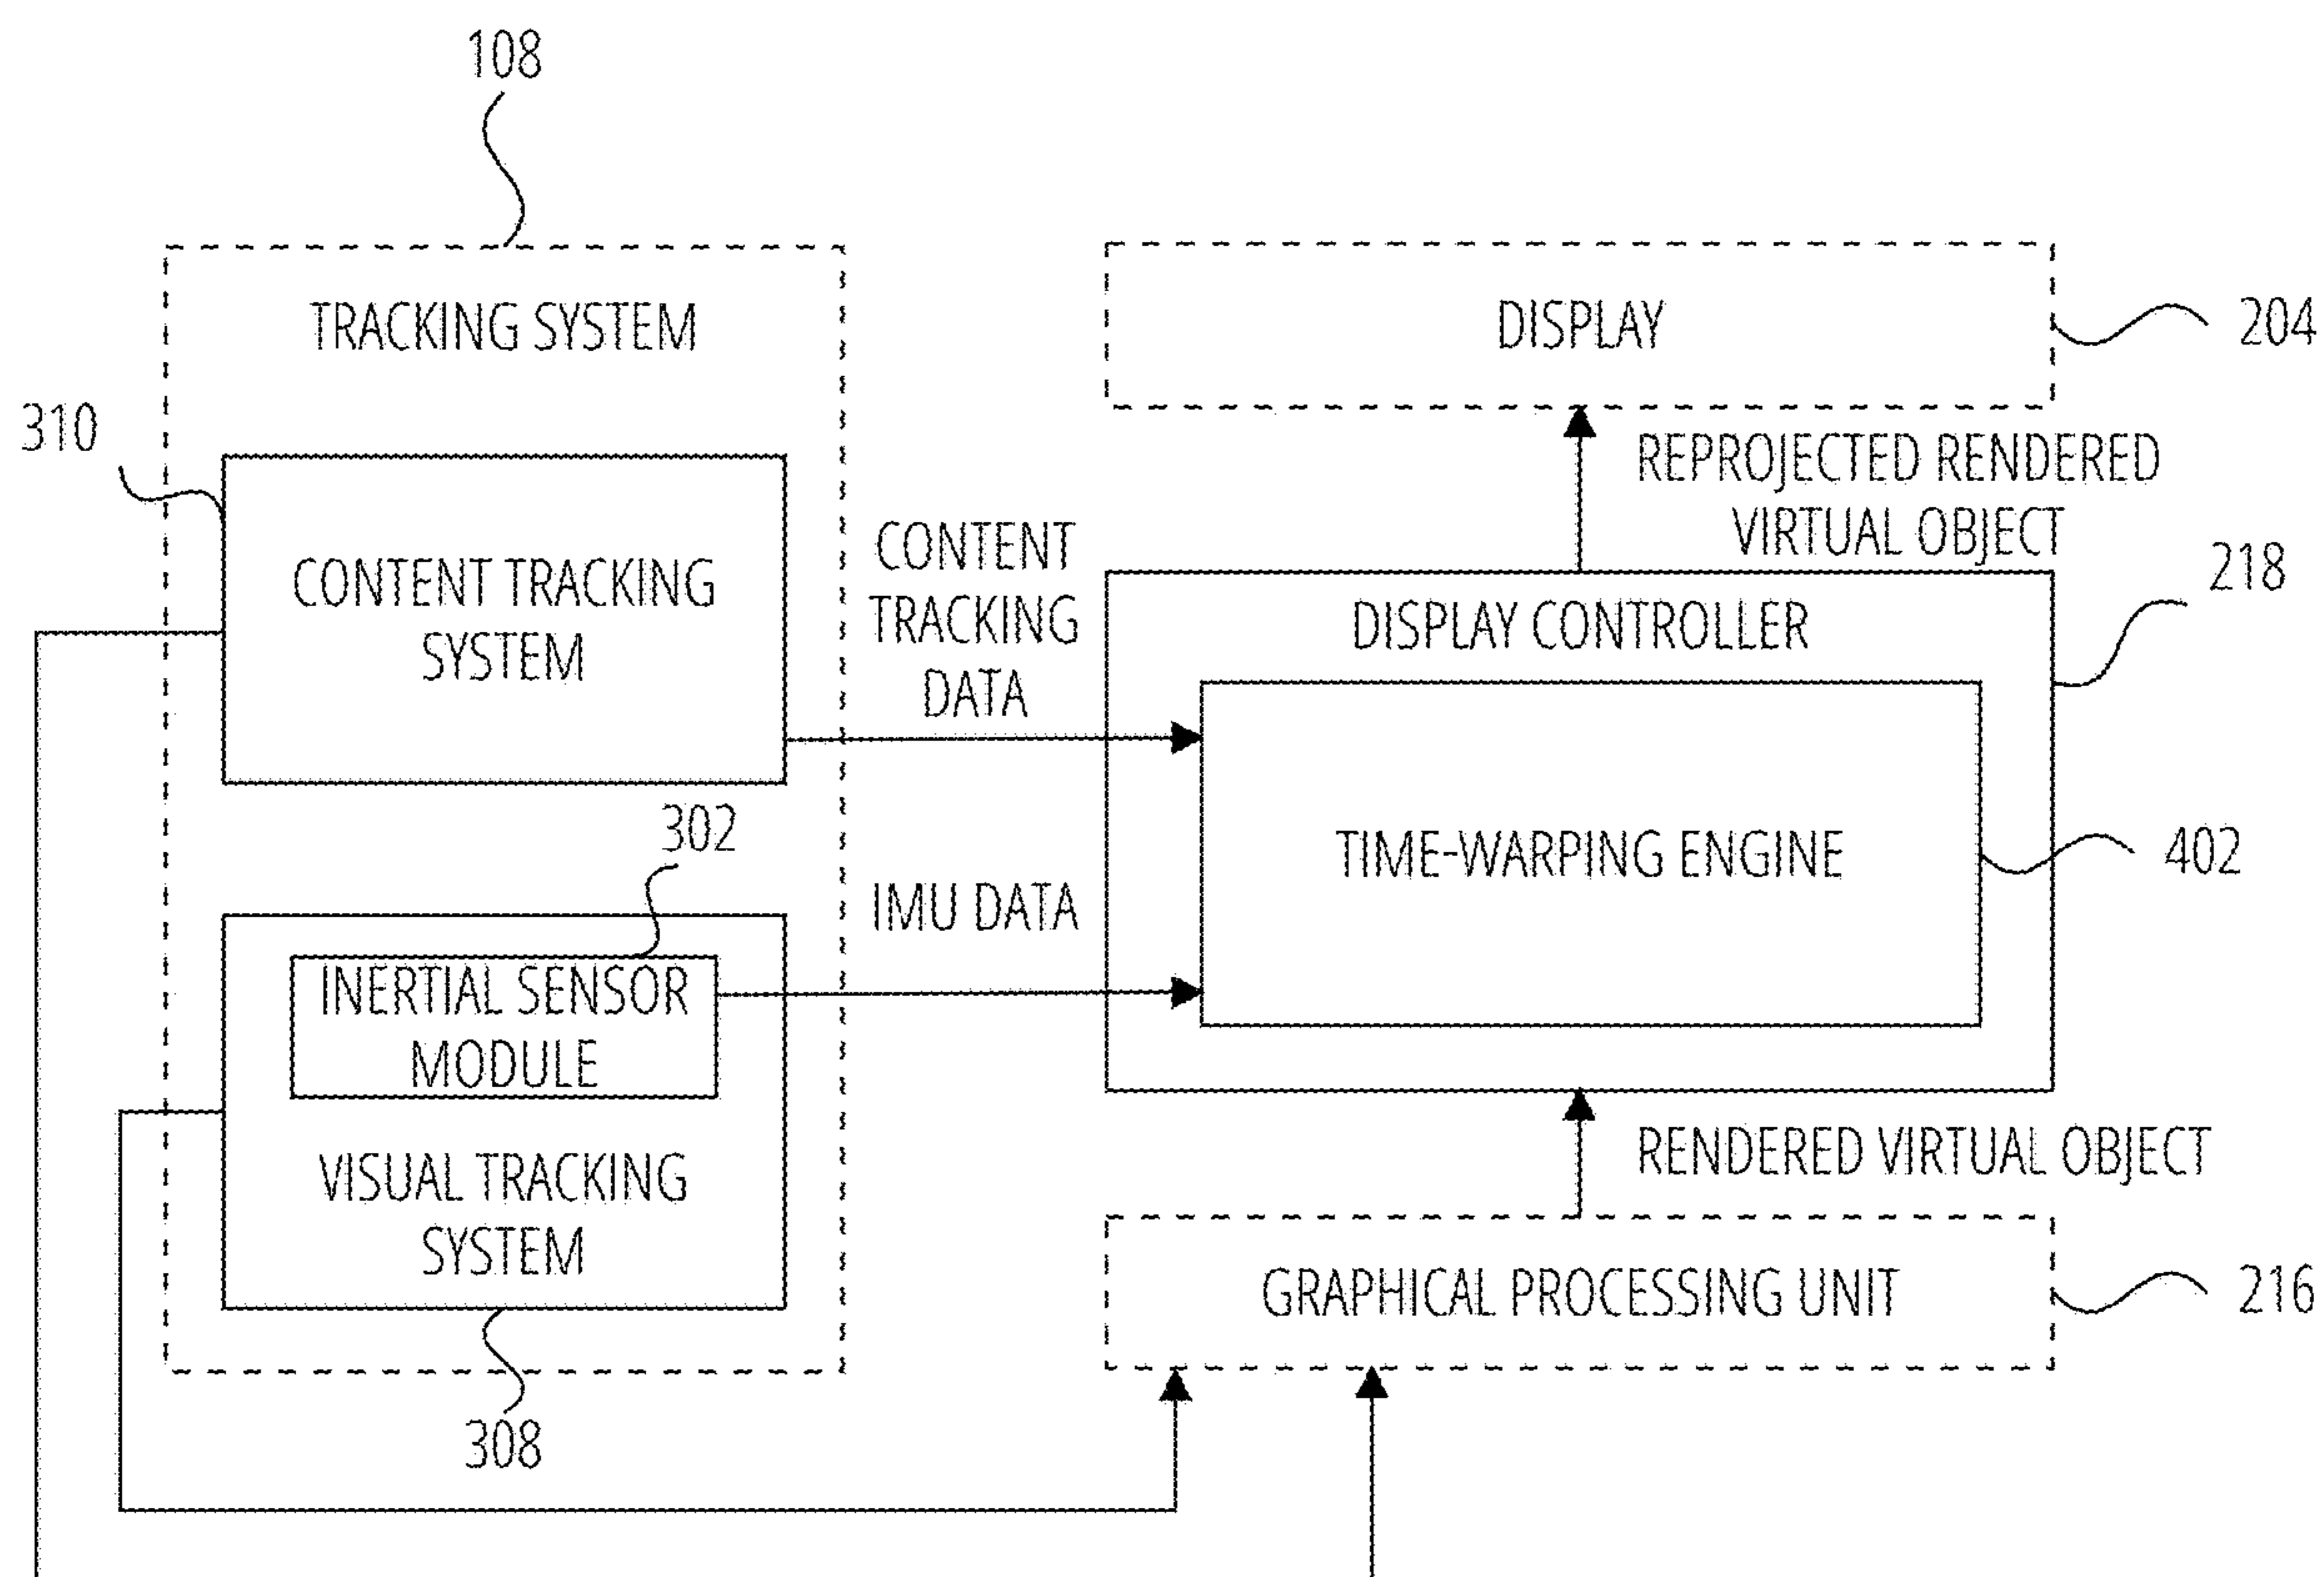 108
TRACKING SYSTEM
310
CONTENT TRACKING
SYSTEM
302
INERTIAL SENSOR
MODULE
VISUAL TRACKING
SYSTEM
308
CONTENT
TRACKING
DATA
IMU DATA
DISPLAY
204
REPROJECTED RENDERED
VIRTUAL OBJECT
218
DISPLAY CONTROLLER
TIME-WARPING ENGINE
402
RENDERED VIRTUAL OBJECT
GRAPHICAL PROCESSING UNIT
216